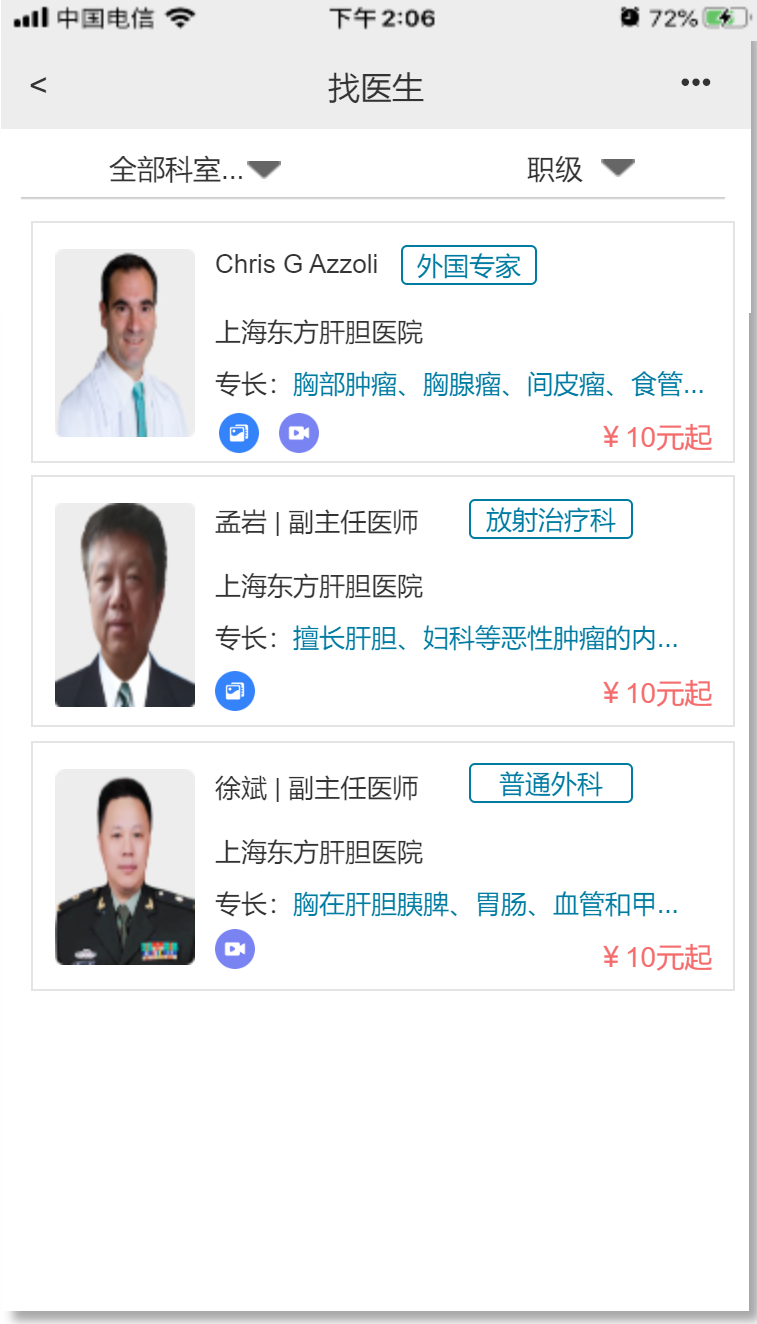 中国电信
下午 2:06
72%
<
找医生
•••
全部科室...
职级
Chris G Azzoli
外国专家
上海东方肝胆医院
专长：胸部肿瘤、胸腺瘤、间皮瘤、食管...
¥ 10元起
孟岩 | 副主任医师
放射治疗科
上海东方肝胆医院
专长：擅长肝胆、妇科等恶性肿瘤的内...
¥ 10元起
徐斌 | 副主任医师
普通外科
上海东方肝胆医院
专长：胸在肝胆胰脾、胃肠、血管和甲...
¥ 10元起